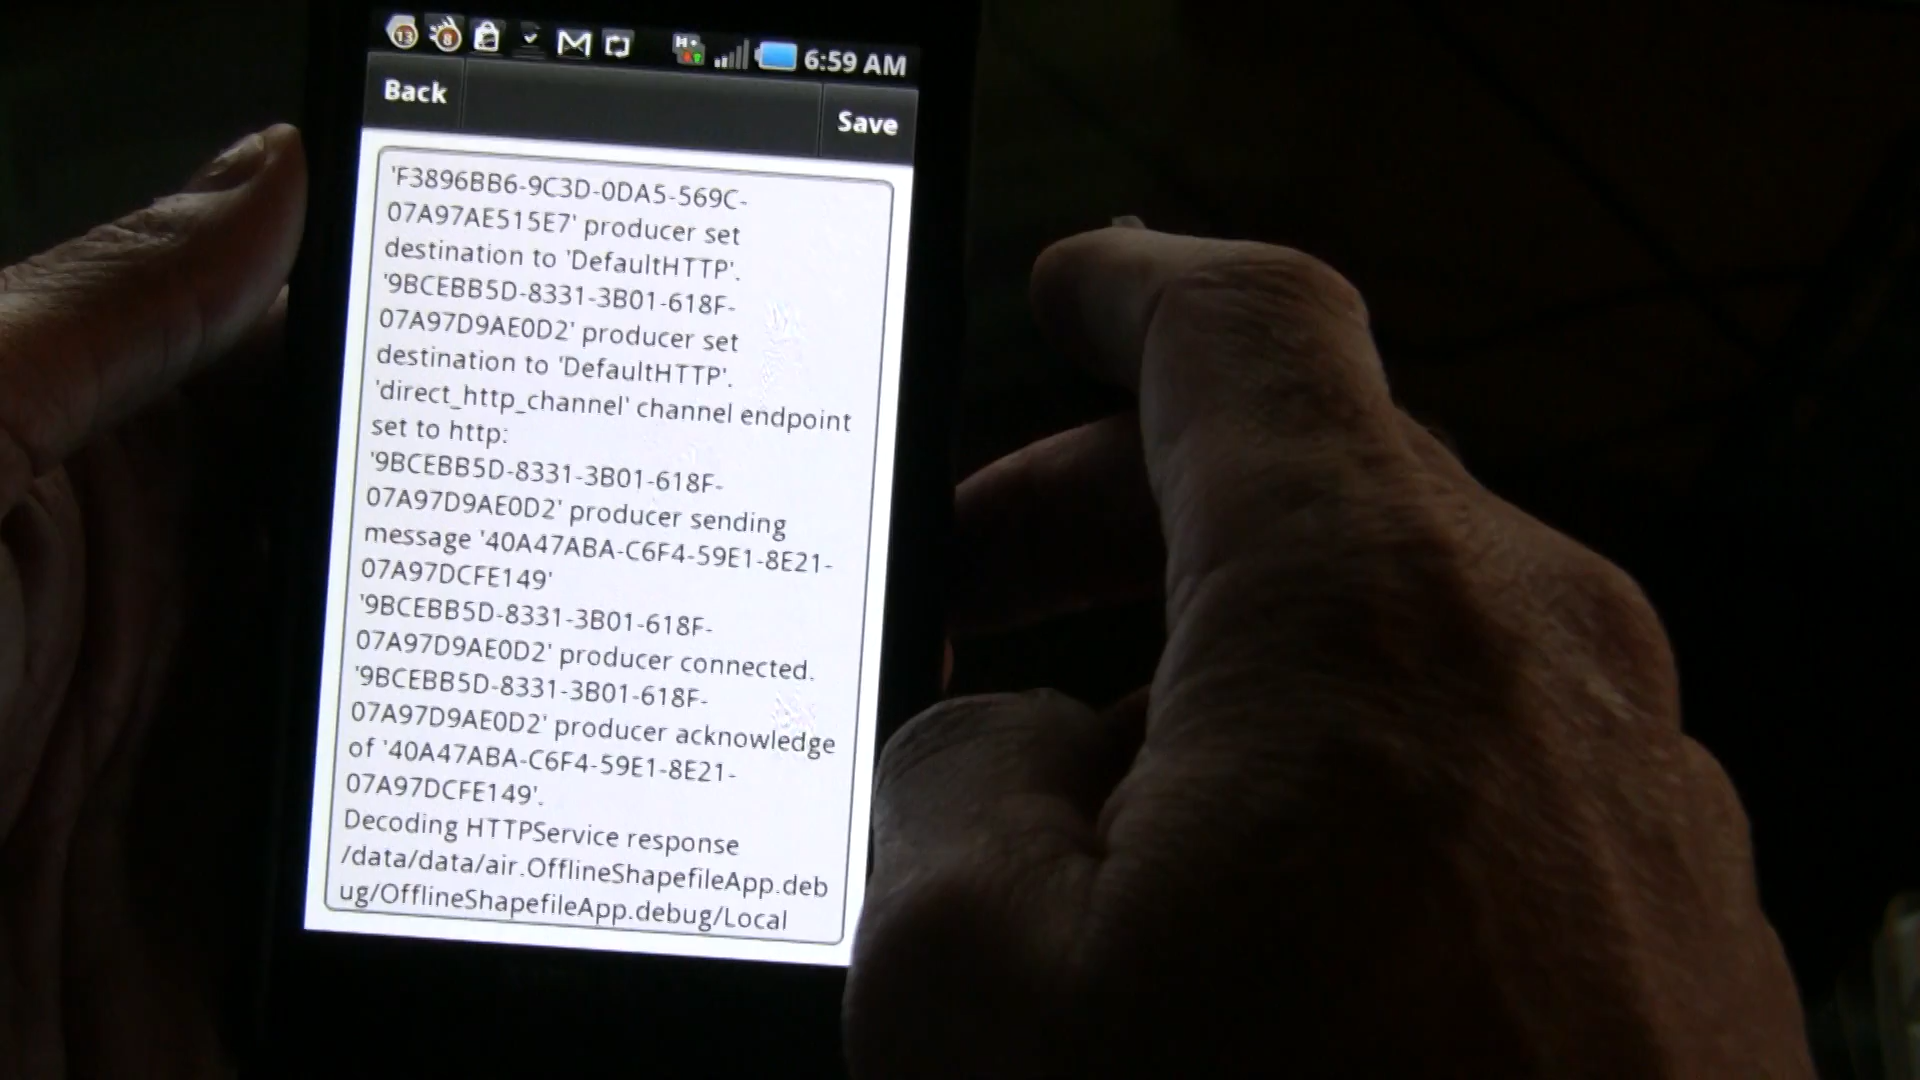 13 8 6:59 AM
Back Save
'F3896BB6-9C3D-0DA5-569C-
07A97AE515E7' producer set
destination to 'DefaultHTTP'.
'9BCEBB5D-8331-3B01-618F-
07A97D9AE0D2' producer set
destination to 'DefaultHTTP'.
'direct_http_channel' channel endpoint
set to http:
'9BCEBB5D-8331-3B01-618F-
07A97D9AE0D2' producer sending
message '40A47ABA-C6F4-59E1-8E21-
07A97DCFE149'
'9BCEBB5D-8331-3B01-618F-
07A97D9AE0D2' producer connected.
'9BCEBB5D-8331-3B01-618F-
07A97D9AE0D2' producer acknowledge
of '40A47ABA-C6F4-59E1-8E21-
07A97DCFE149'.
Decoding HTTPService response
/data/data/air.OfflineShapefileApp.deb
ug/OfflineShapefileApp.debug/Local